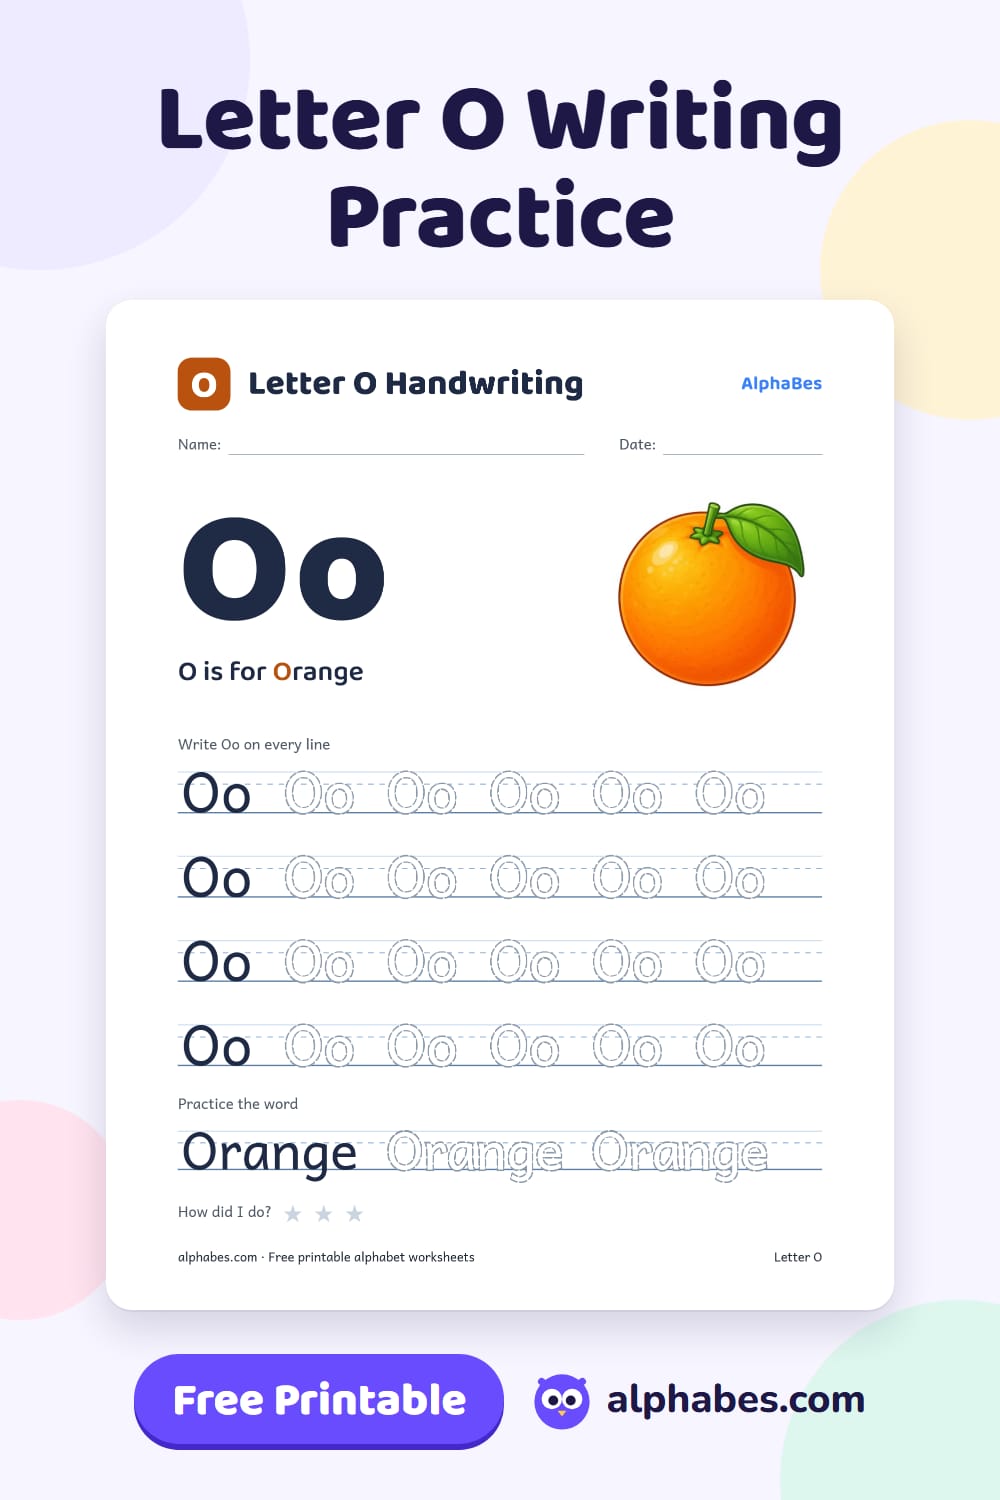 Letter O Writing
Practice
O Letter O Handwriting AlphaBes
Name: Date:
Oo
O is for Orange
Write Oo on every line
Oo Oo Oo Oo Oo Oo
Oo Oo Oo Oo Oo Oo
Oo Oo Oo Oo Oo Oo
Oo Oo Oo Oo Oo Oo
Practice the word
Orange Orange Orange
How did I do? ★ ★ ★
alphabes.com · Free printable alphabet worksheets Letter O
Free Printable alphabes.com